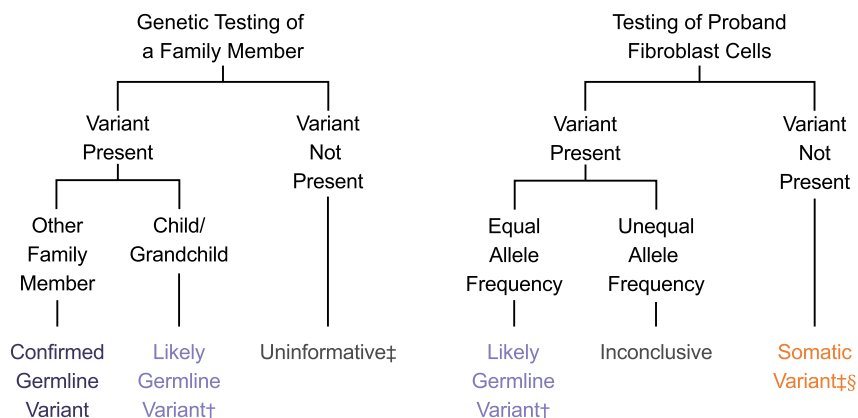 Genetic Testing of
a Family Member
Variant
Present
Variant
Not
Present
Other
Family
Member
Child/
Grandchild
Confirmed
Germline
Variant
Likely
Germline
Variant†
Uninformative‡
Testing of Proband
Fibroblast Cells
Variant
Present
Variant
Not
Present
Equal
Allele
Frequency
Unequal
Allele
Frequency
Likely
Germline
Variant†
Inconclusive
Somatic
Variant‡§